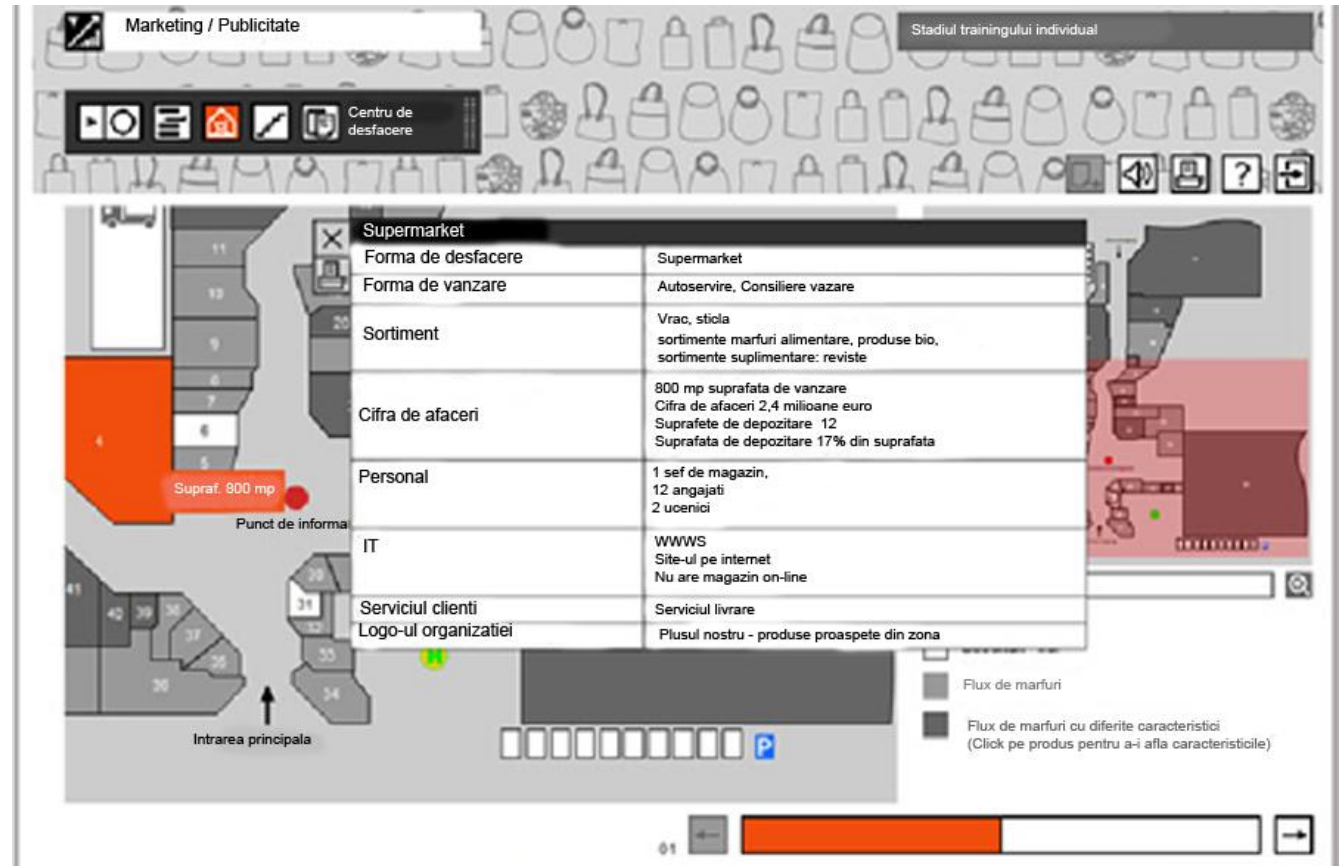 Marketing / Publicitate
Stadiul trainingului individual
Centru de
desfacere
?
Supermarket
Forma de desfacere
Supermarket
Forma de vanzare
Autoservire, Consiliere vazare
Sortiment
Vrac, sticla
sortimente marfuri alimentare, produse bio,
sortimente suplimentare: reviste
Cifra de afaceri
800 mp suprafata de vanzare
Cifra de afaceri 2,4 milioane euro
Suprafete de depozitare 12
Suprafata de depozitare 17% din suprafata
Personal
1 sef de magazin,
12 angajati
2 ucenici
IT
WWWS
Site-ul pe internet
Nu are magazin on-line
Serviciul clienti
Serviciul livrare
Logo-ul organizatiei
Plusul nostru - produse proaspete din zona
11
13
9
7
6
5
4
20
Supraf. 800 mp
Punct de informa
41
40
39
38
37
36
31
33
34
H
Intrarea principala
P
Flux de marfuri
Flux de marfuri cu diferite caracteristici
(Click pe produs pentru a-i afla caracteristicile)
01